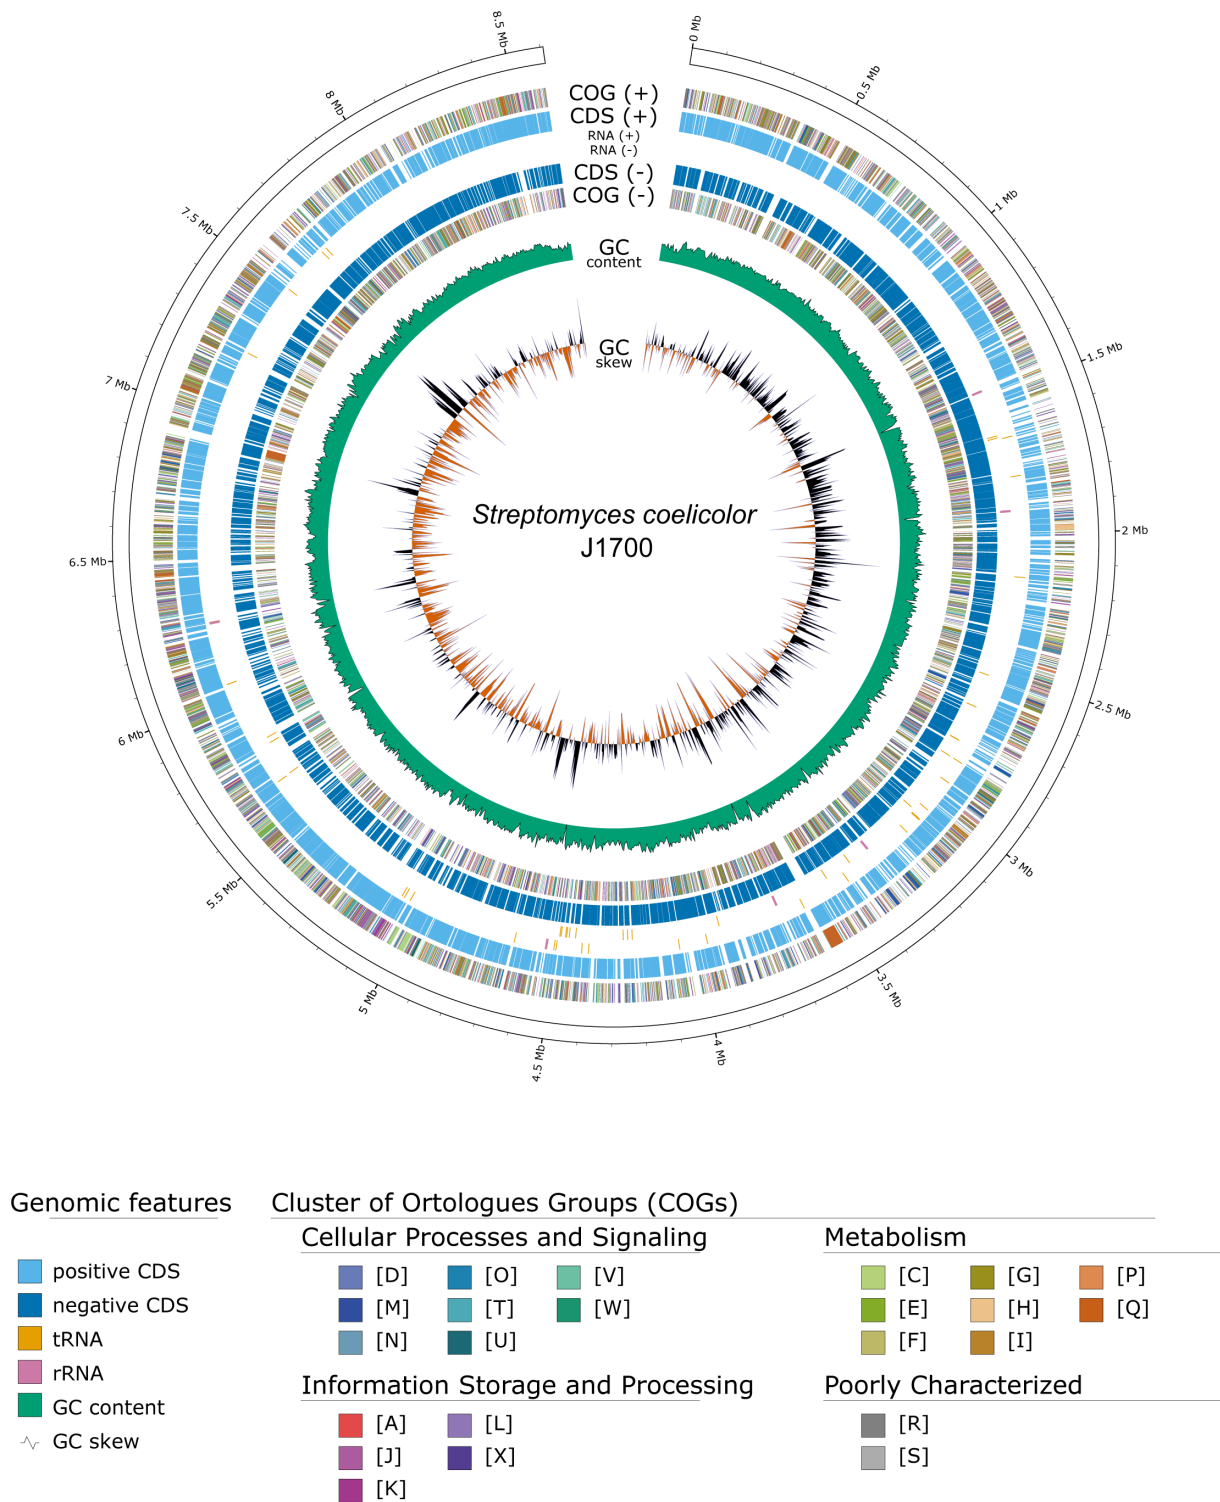 8.5 Mb
0 Mb
8 Mb
0.5 Mb
COG (+)
CDS (+)
RNA (+)
RNA (-)
CDS (-)
COG (-)
7.5 Mb
1 Mb
GC
content
GC
skew
1.5 Mb
7 Mb
Streptomyces coelicolor
J1700
2 Mb
6.5 Mb
2.5 Mb
6 Mb
3 Mb
5.5 Mb
3.5 Mb
5 Mb
4 Mb
4.5 Mb
Genomic features
positive CDS
negative CDS
tRNA
rRNA
GC content
GC skew
Cluster of Ortologues Groups (COGs)
Cellular Processes and Signaling
[D] [O] [V]
[M] [T] [W]
[N] [U]
Metabolism
[C] [G] [P]
[E] [H] [Q]
[F] [I]
Information Storage and Processing
[A] [L]
[J] [X]
[K]
Poorly Characterized
[R]
[S]